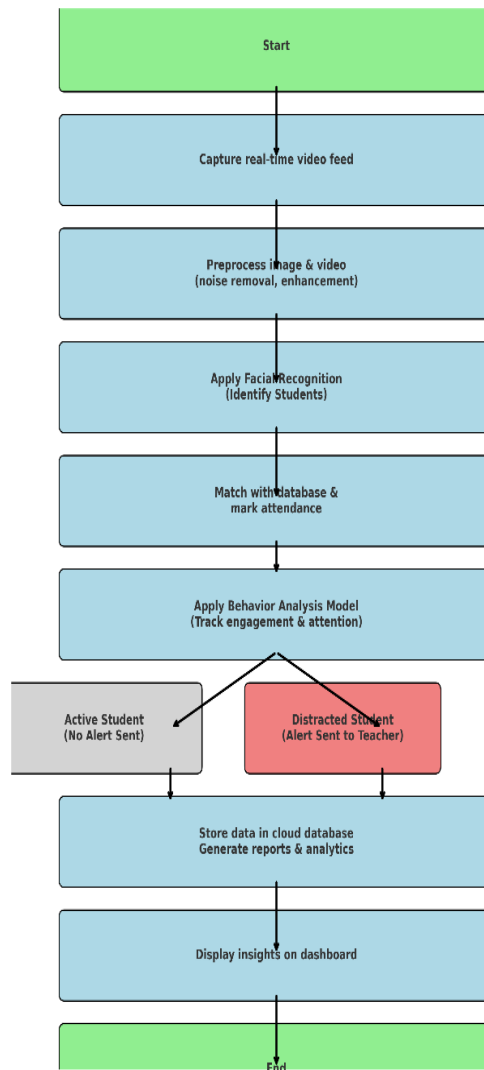 Start
Capture real-time video feed
Preprocess image & video
(noise removal, enhancement)
Apply Facial Recognition
(Identify Students)
Match with database &
mark attendance
Apply Behavior Analysis Model
(Track engagement & attention)
Active Student
(No Alert Sent)
Distracted Student
(Alert Sent to Teacher)
Store data in cloud database
Generate reports & analytics
Display insights on dashboard
End